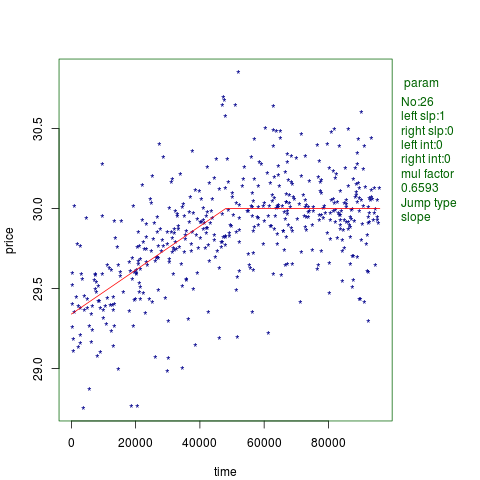 param
No:26
left slp:1
right slp:0
left int:0
right int:0
mul factor
0.6593
Jump type
slope
price
30.5
30.0
29.5
29.0
0 20000 40000 60000 80000
time